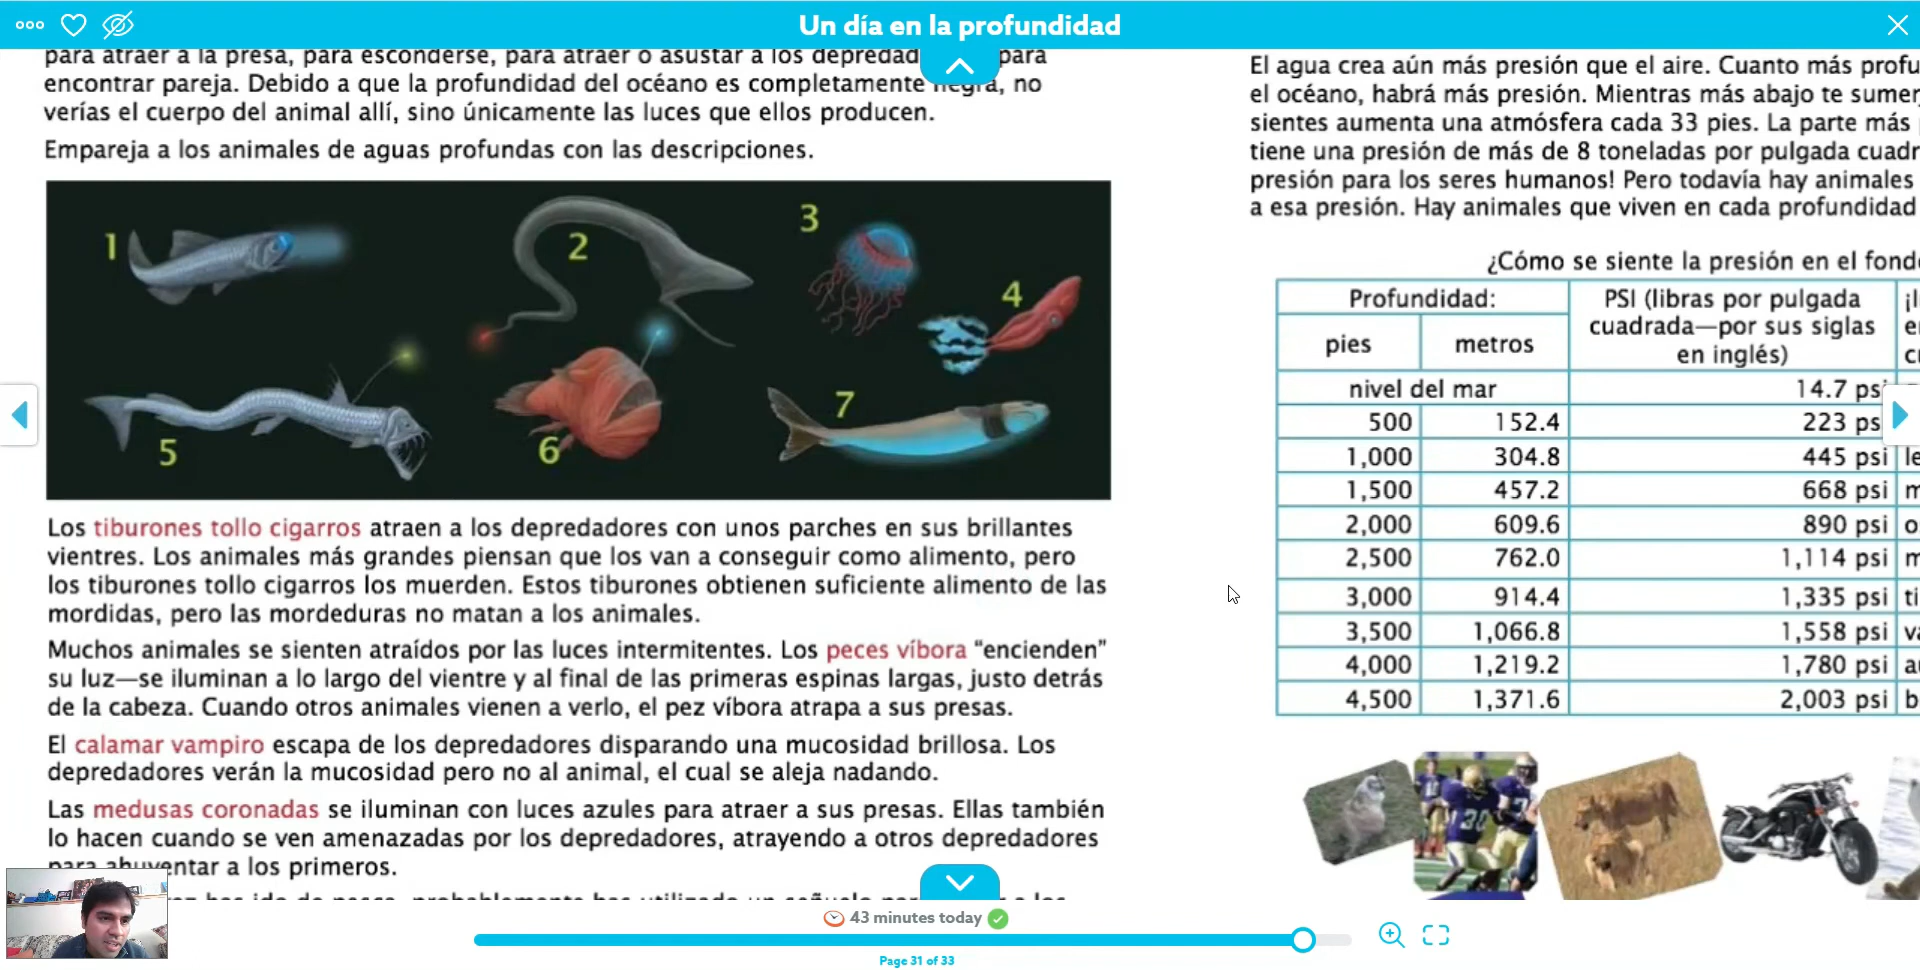 Un día en la profundidad
para atraer a la presa, para esconderse, para atraer o asustar a los depredad para
encontrar pareja. Debido a que la profundidad del océano es completamente negra, no
verías el cuerpo del animal allí, sino únicamente las luces que ellos producen.
Empareja a los animales de aguas profundas con las descripciones.
1
2
3
4
5
6
7
Los tiburones tollo cigarros atraen a los depredadores con unos parches en sus brillantes
vientres. Los animales más grandes piensan que los van a conseguir como alimento, pero
los tiburones tollo cigarros los muerden. Estos tiburones obtienen suficiente alimento de las
mordidas, pero las mordeduras no matan a los animales.
Muchos animales se sienten atraídos por las luces intermitentes. Los peces víbora “encienden”
su luz—se iluminan a lo largo del vientre y al final de las primeras espinas largas, justo detrás
de la cabeza. Cuando otros animales vienen a verlo, el pez víbora atrapa a sus presas.
El calamar vampiro escapa de los depredadores disparando una mucosidad brillosa. Los
depredadores verán la mucosidad pero no al animal, el cual se aleja nadando.
Las medusas coronadas se iluminan con luces azules para atraer a sus presas. Ellas también
lo hacen cuando se ven amenazadas por los depredadores, atrayendo a otros depredadores
para ahuyentar a los primeros.
El agua crea aún más presión que el aire. Cuanto más profu
el océano, habrá más presión. Mientras más abajo te sumer
sientes aumenta una atmósfera cada 33 pies. La parte más
tiene una presión de más de 8 toneladas por pulgada cuadr
presión para los seres humanos! Pero todavía hay animales
a esa presión. Hay animales que viven en cada profundidad
¿Cómo se siente la presión en el fond
Profundidad:
PSI (libras por pulgada
cuadrada—por sus siglas
en inglés)
pies metros
nivel del mar 14.7 psi
500 152.4 223 ps
1,000 304.8 445 psi le
1,500 457.2 668 psi m
2,000 609.6 890 psi o
2,500 762.0 1,114 psi m
3,000 914.4 1,335 psi ti
3,500 1,066.8 1,558 psi va
4,000 1,219.2 1,780 psi a
4,500 1,371.6 2,003 psi b
43 minutes today
Page 31 of 33